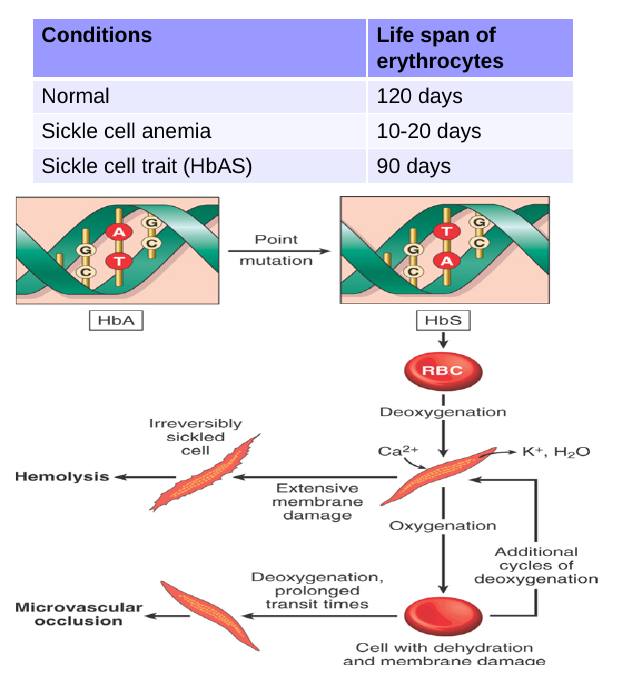 Conditions
Life span of
erythrocytes
Normal
120 days
Sickle cell anemia
10-20 days
Sickle cell trait (HbAS)
90 days
G
C
A
T
G
C
Point
mutation
G
C
T
A
G
C
HbA
HbS
RBC
Deoxygenation
Irreversibly
sickled
cell
Ca²⁺
K⁺, H₂O
Hemolysis
Extensive
membrane
damage
Oxygenation
Additional
cycles of
deoxygenation
Deoxygenation,
prolonged
transit times
Microvascular
occlusion
Cell with dehydration
and membrane damage